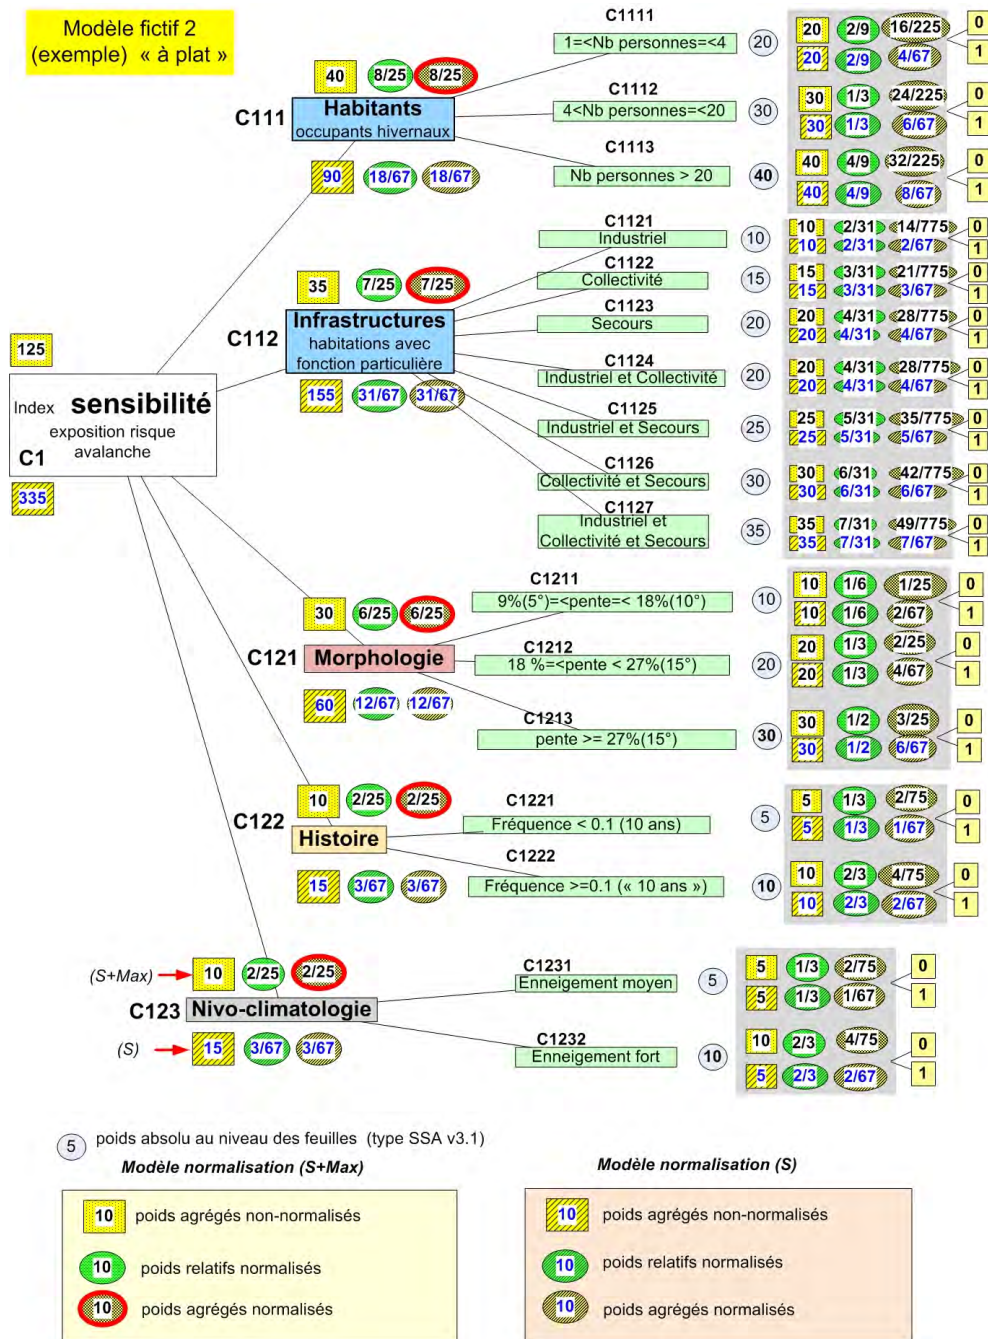 Modèle fictif 2
(exemple) « à plat »
C1111
1=<Nb personnes=<4
20
20 2/9 16/225
20 2/9 4/67
0
1
40 8/25 8/25
C111
Habitants
occupants hivernaux
90 18/67 18/67
C1112
4<Nb personnes=<20
30
30 1/3 24/225
30 1/3 6/67
0
1
C1113
Nb personnes > 20
40
40 4/9 32/225
40 4/9 8/67
0
1
C1121
Industriel
10
10 2/31 14/775
10 2/31 2/67
0
1
C1122
Collectivité
15
15 3/31 21/775
15 3/31 3/67
0
1
35 7/25 7/25
C112
Infrastructures
habitations avec
fonction particulière
155 31/67 31/67
C1123
Secours
20
20 4/31 28/775
20 4/31 4/67
0
1
C1124
Industriel et Collectivité
20
20 4/31 28/775
20 4/31 4/67
0
1
C1125
Industriel et Secours
25
25 5/31 35/775
25 5/31 5/67
0
1
C1126
Collectivité et Secours
30
30 6/31 42/775
30 6/31 6/67
0
1
C1127
Industriel et
Collectivité et Secours
35
35 7/31 49/775
35 7/31 7/67
0
1
125
Index sensibilité
exposition risque
avalanche
C1
335
C1211
9%(5°)=<pente=< 18%(10°)
10
10 1/6 1/25
10 1/6 2/67
0
1
30 6/25 6/25
C121
Morphologie
60 12/67 12/67
C1212
18 %=<pente < 27%(15°)
20
20 1/3 2/25
20 1/3 4/67
0
1
C1213
pente >= 27%(15°)
30
30 1/2 3/25
30 1/2 6/67
0
1
10 2/25 2/25
C122
Histoire
15 3/67 3/67
C1221
Fréquence < 0.1 (10 ans)
5
5 1/3 2/75
5 1/3 1/67
0
1
C1222
Fréquence >=0.1 (« 10 ans »)
10
10 2/3 4/75
10 2/3 2/67
0
1
(S+Max)
10 2/25 2/25
C123
Nivo-climatologie
(S)
15 3/67 3/67
C1231
Enneigement moyen
5
5 1/3 2/75
5 1/3 1/67
0
1
C1232
Enneigement fort
10
10 2/3 4/75
5 2/3 2/67
0
1
5 poids absolu au niveau des feuilles (type SSA v3.1)
Modèle normalisation (S+Max)
10 poids agrégés non-normalisés
10 poids relatifs normalisés
10 poids agrégés normalisés
Modèle normalisation (S)
10 poids agrégés non-normalisés
10 poids relatifs normalisés
10 poids agrégés normalisés